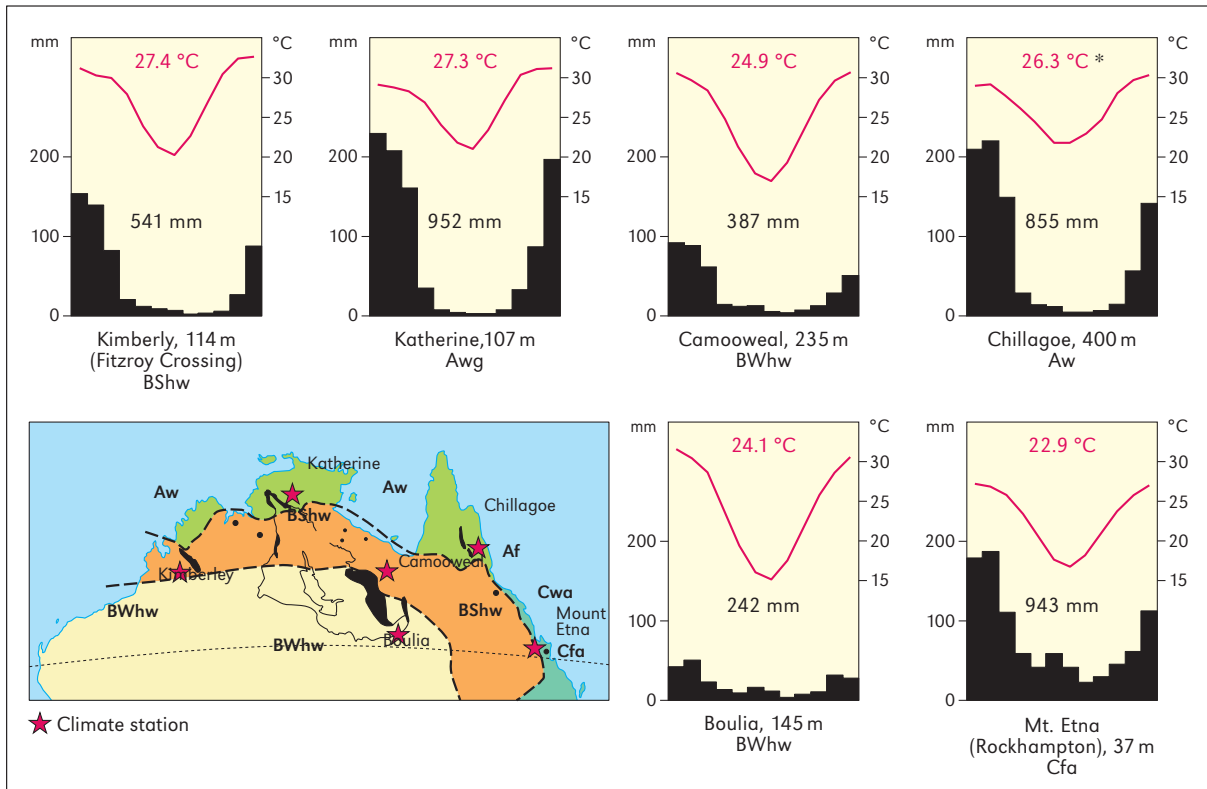 mm °C
27.4 °C
30
25
200
20
15
541 mm
100
0
Kimberly, 114 m
(Fitzroy Crossing)
BShw
mm °C
27.3 °C
30
25
200
20
15
952 mm
100
0
Katherine,107 m
Awg
mm °C
24.9 °C
30
25
200
20
15
387 mm
100
0
Camooweal, 235 m
BWhw
mm °C
26.3 °C *
30
25
200
20
15
855 mm
100
0
Chillagoe, 400 m
Aw
Katherine
Aw
Aw
Chillagoe
BShw
Af
Camooweal
Kimberley
Cwa
BShw
BWhw
Mount
Etna
Boulia
BWhw
Cfa
Climate station
mm °C
24.1 °C
30
25
200
20
15
242 mm
100
0
Boulia, 145 m
BWhw
mm °C
22.9 °C
30
25
200
20
15
943 mm
100
0
Mt. Etna
(Rockhampton), 37 m
Cfa